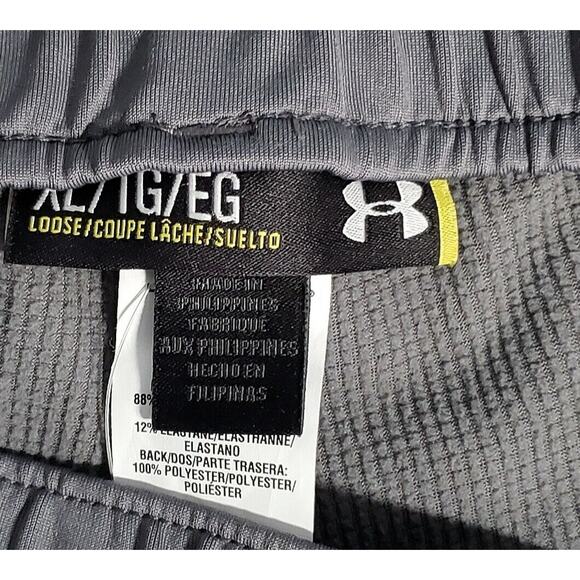 XL/TG/EG
LOOSE/COUPE LÂCHE/SUELTO
MADE IN
PHILIPPINES
FABRIQUÉ
AUX PHILIPPINES
HECHO EN
FILIPINAS
88%
12% ELASTANE/ELASTHANNE/
ELASTANO
BACK/DOS/PARTE TRASERA:
100% POLYESTER/POLYESTER/
POLIÉSTER